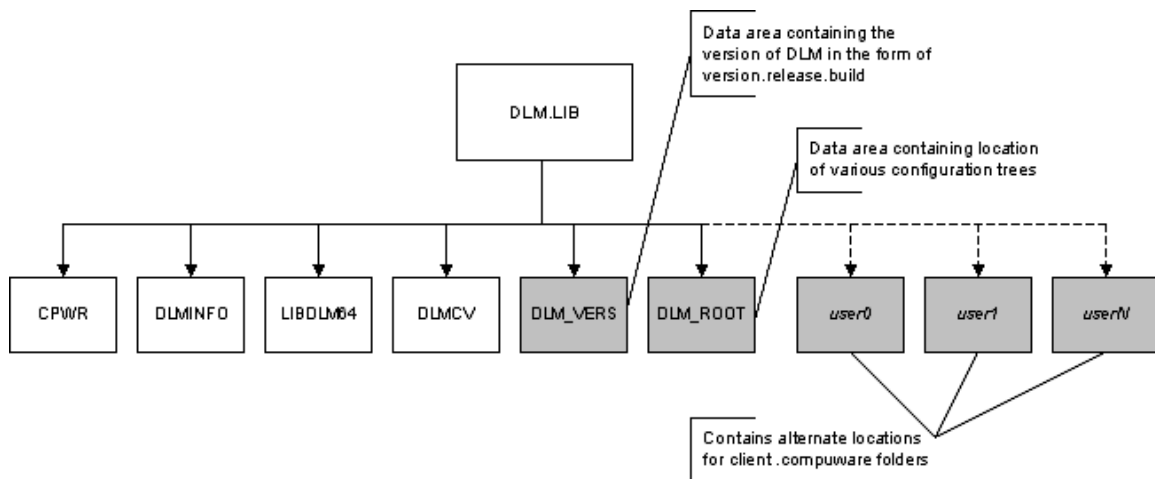 Data area containing the
version of DLM in the form of
version.release.build
DLM.LIB
Data area containing location
of various configuration trees
CPWR
DLMINFO
LIBDLM64
DLMCV
DLM_VERS
DLM_ROOT
user0
user1
userN
Contains alternate locations
for client .compuware folders